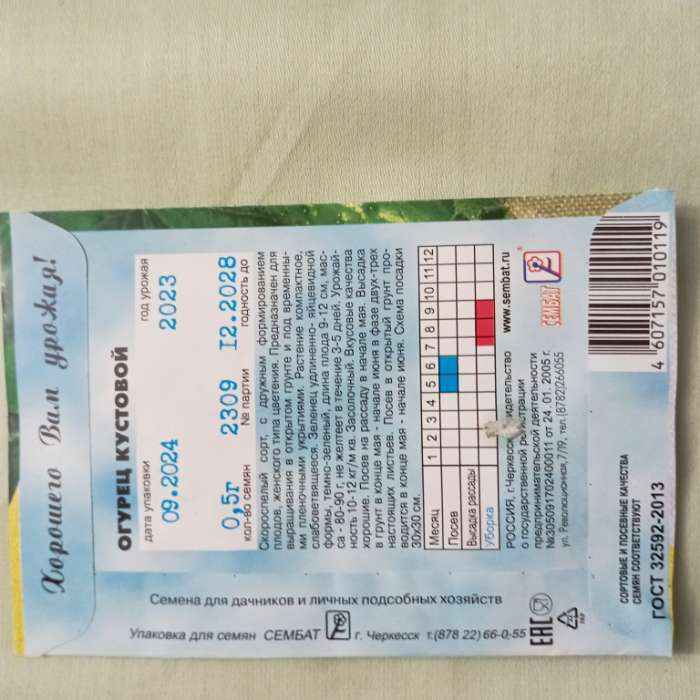 Хорошего Вам урожая!
ОГУРЕЦ КУСТОВОЙ
дата упаковки год урожая
09.2024 2023
0,5г 2309 12.2028
кол-во семян № партии годность до
Скороспелый сорт, с дружным формированием
плодов, женского типа цветения. Предназначен для
выращивания в открытом грунте и под временны-
ми пленочными укрытиями. Растение компактное,
слабоветвящееся. Зеленец удлиненно- яйцевидной
формы, темно-зеленый, длина плода 9-12 см, мас-
са - 80-90 г, не желтеет в течение 3-5 дней. Урожай-
ность 10-12 кг/м кв. Засолочный. Вкусовые качества
хорошие. Посев на рассаду в начале мая. Высадка
в грунт в конце мая - начале июня в фазе двух-трех
настоящих листьев. Посев в открытый грунт про-
водится в конце мая - начале июня. Схема посадки
30х30 см.
Месяц 1 2 3 4 5 6 7 8 9 10 11 12
Посев
Высадка рассады
Уборка
РОССИЯ, г.Черкесск www.sembat.ru
о государственной регистрации
предпринимательской деятельности
№305091702400011 от 24. 01. 2005 г.
ул. Революционная,7/19, тел.(8782)266055
СЕМБАТ®
4 607157 010119
СОРТОВЫЕ И ПОСЕВНЫЕ КАЧЕСТВА
СЕМЯН СООТВЕТСТВУЮТ
ГОСТ 32592-2013
Семена для дачников и личных подсобных хозяйств
Упаковка для семян СЕМБАТ г. Черкесск т.(878 22) 66-0-55
EAC